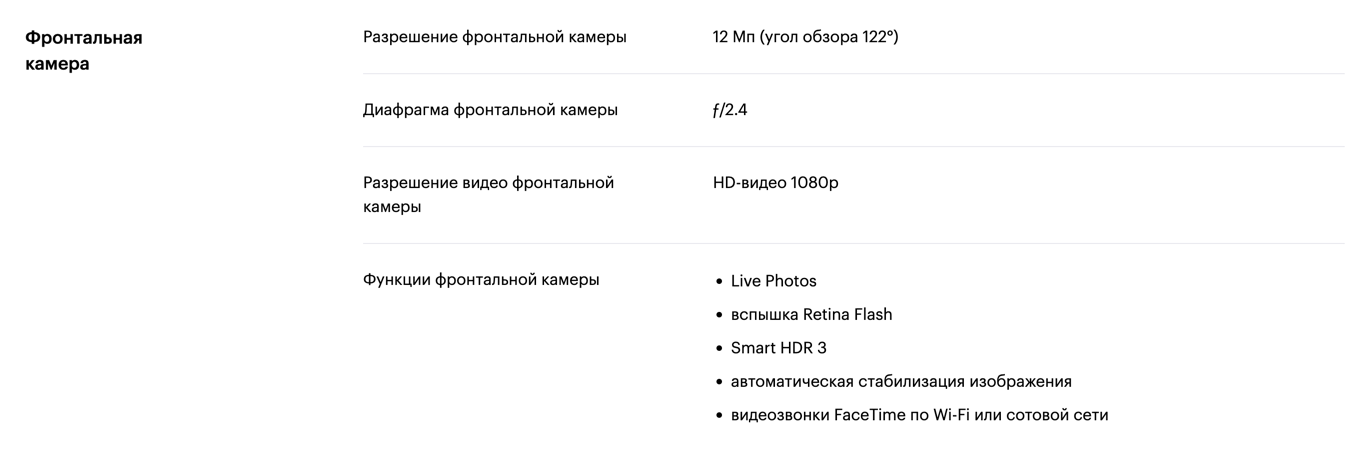 Фронтальная
камера
Разрешение фронтальной камеры
12 Мп (угол обзора 122°)
Диафрагма фронтальной камеры
ƒ/2.4
Разрешение видео фронтальной
камеры
HD-видео 1080p
Функции фронтальной камеры
• Live Photos
• вспышка Retina Flash
• Smart HDR 3
• автоматическая стабилизация изображения
• видеозвонки FaceTime по Wi-Fi или сотовой сети